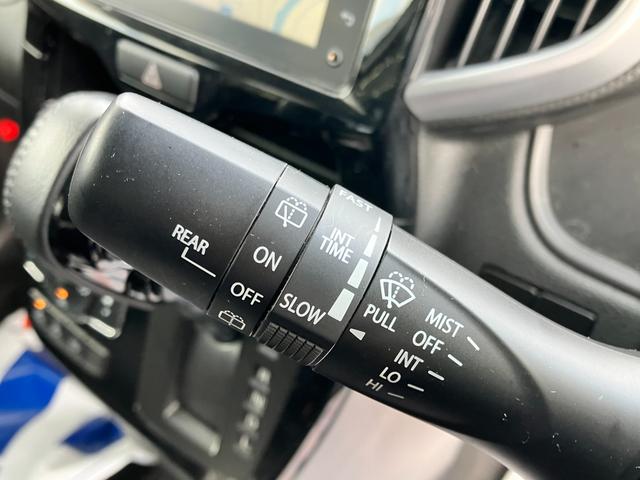 REAR
ON
OFF
FAST
INT
TIME
SLOW
PULL
MIST
OFF
INT
LO
HI